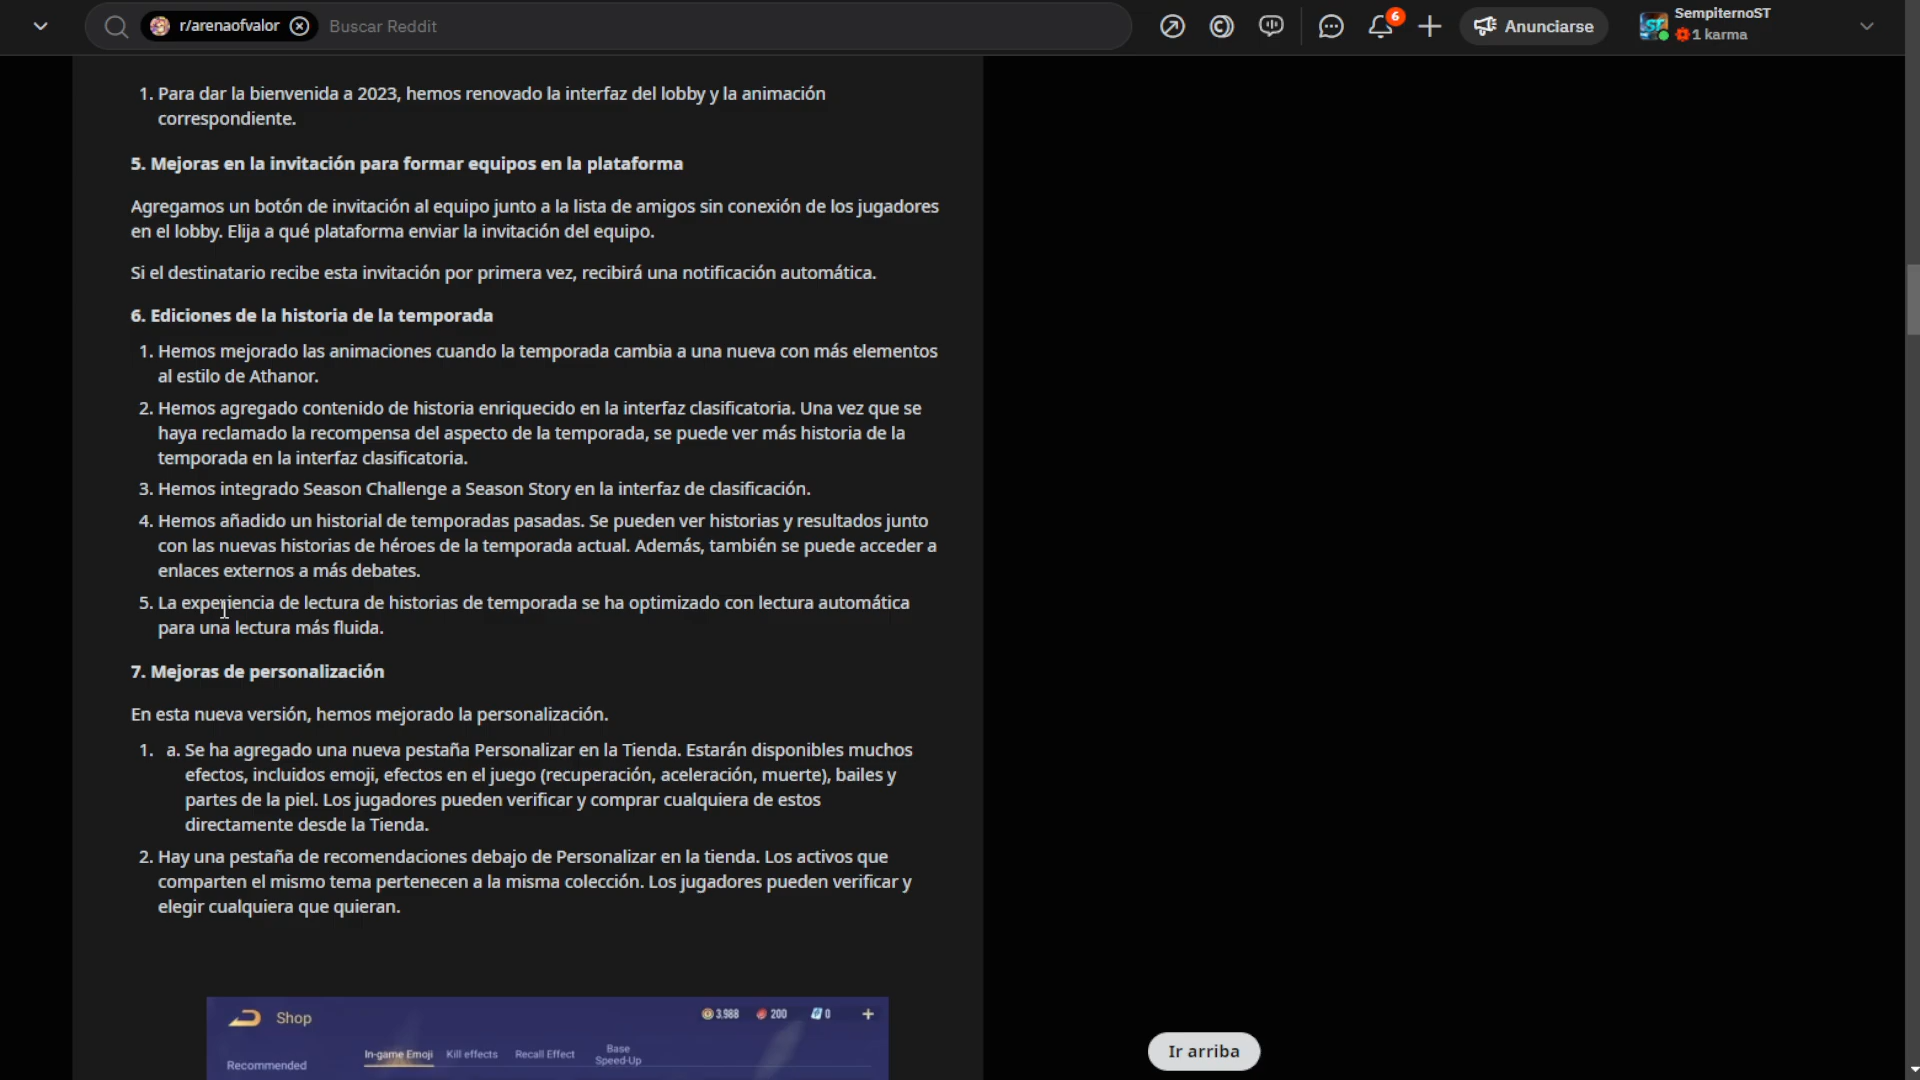 r/arenaofvalor
Buscar Reddit
6
Anunciarse
SempiternoST
1 karma
1. Para dar la bienvenida a 2023, hemos renovado la interfaz del lobby y la animación
correspondiente.
5. Mejoras en la invitación para formar equipos en la plataforma
Agregamos un botón de invitación al equipo junto a la lista de amigos sin conexión de los jugadores
en el lobby. Elija a qué plataforma enviar la invitación del equipo.
Si el destinatario recibe esta invitación por primera vez, recibirá una notificación automática.
6. Ediciones de la historia de la temporada
1. Hemos mejorado las animaciones cuando la temporada cambia a una nueva con más elementos
al estilo de Athanor.
2. Hemos agregado contenido de historia enriquecido en la interfaz clasificatoria. Una vez que se
haya reclamado la recompensa del aspecto de la temporada, se puede ver más historia de la
temporada en la interfaz clasificatoria.
3. Hemos integrado Season Challenge a Season Story en la interfaz de clasificación.
4. Hemos añadido un historial de temporadas pasadas. Se pueden ver historias y resultados junto
con las nuevas historias de héroes de la temporada actual. Además, también se puede acceder a
enlaces externos a más debates.
5. La experiencia de lectura de historias de temporada se ha optimizado con lectura automática
para una lectura más fluida.
7. Mejoras de personalización
En esta nueva versión, hemos mejorado la personalización.
1. a. Se ha agregado una nueva pestaña Personalizar en la Tienda. Estarán disponibles muchos
efectos, incluidos emoji, efectos en el juego (recuperación, aceleración, muerte), bailes y
partes de la piel. Los jugadores pueden verificar y comprar cualquiera de estos
directamente desde la Tienda.
2. Hay una pestaña de recomendaciones debajo de Personalizar en la tienda. Los activos que
comparten el mismo tema pertenecen a la misma colección. Los jugadores pueden verificar y
elegir cualquiera que quieran.
Shop
3,988
200
0
Recommended
In-game Emoji
Kill effects
Recall Effect
Base
Speed-Up
Ir arriba